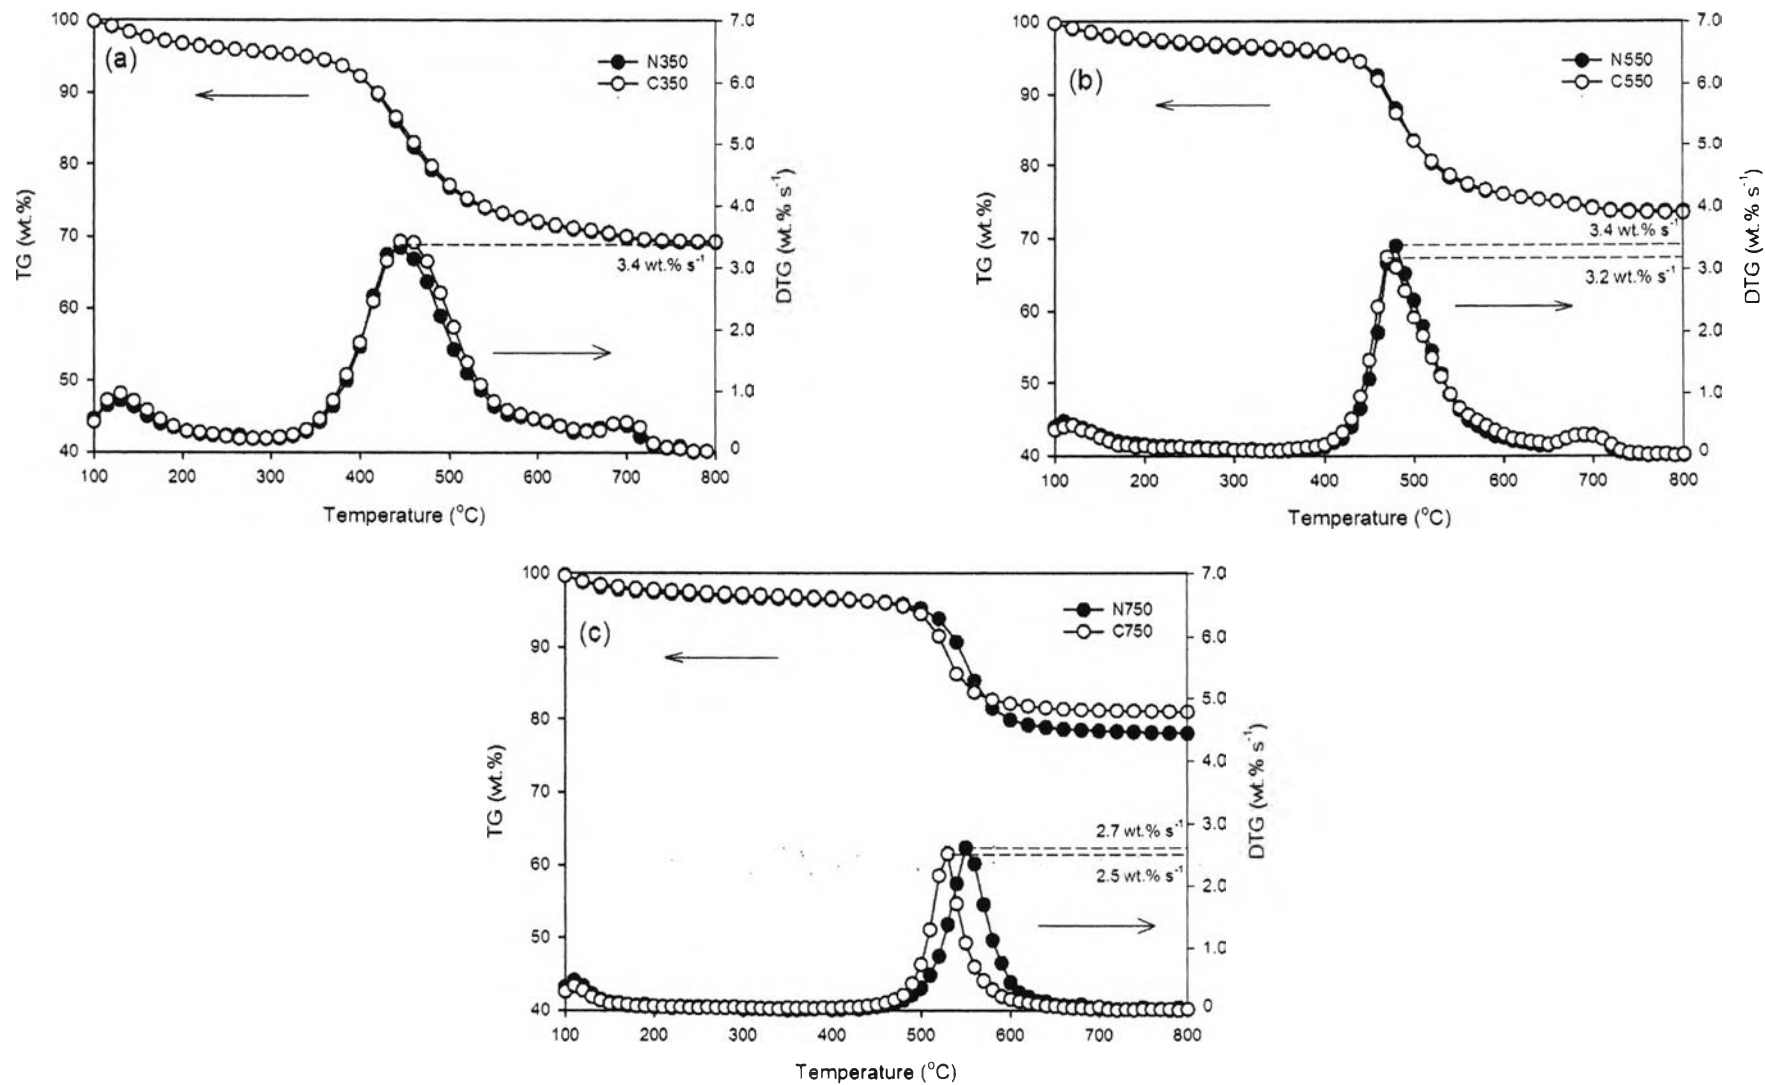 100
90
80
70
60
50
40
TG (wt.%)
(a)
N350
C350
3.4 wt.% s⁻¹
7.0
6.0
5.0
4.0
3.0
2.0
1.0
0
DTG (wt.% s⁻¹)
100 200 300 400 500 600 700 800
Temperature (°C)
100
90
80
70
60
50
40
TG (wt.%)
(b)
N550
C550
3.4 wt.% s⁻¹
3.2 wt.% s⁻¹
7.0
6.0
5.0
4.0
3.0
2.0
1.0
0
DTG (wt.% s⁻¹)
100 200 300 400 500 600 700 800
Temperature (°C)
100
90
80
70
60
50
40
TG (wt.%)
(c)
N750
C750
2.7 wt.% s⁻¹
2.5 wt.% s⁻¹
7.0
6.0
5.0
4.0
3.0
2.0
1.0
0
DTG (wt.% s⁻¹)
100 200 300 400 500 600 700 800
Temperature (°C)